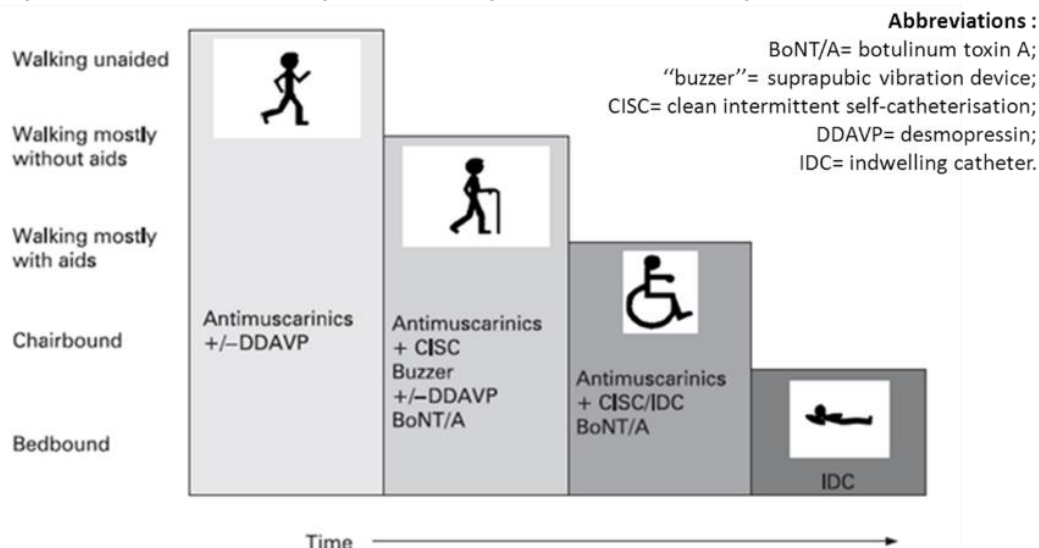 Abbreviations :
BoNT/A= botulinum toxin A;
“buzzer”= suprapubic vibration device;
CISC= clean intermittent self-catheterisation;
DDAVP= desmopressin;
IDC= indwelling catheter.
Walking unaided
Walking mostly
without aids
Walking mostly
with aids
Chairbound
Bedbound
Antimuscarinics
+/–DDAVP
Antimuscarinics
+ CISC
Buzzer
+/–DDAVP
BoNT/A
Antimuscarinics
+ CISC/IDC
BoNT/A
IDC
Time